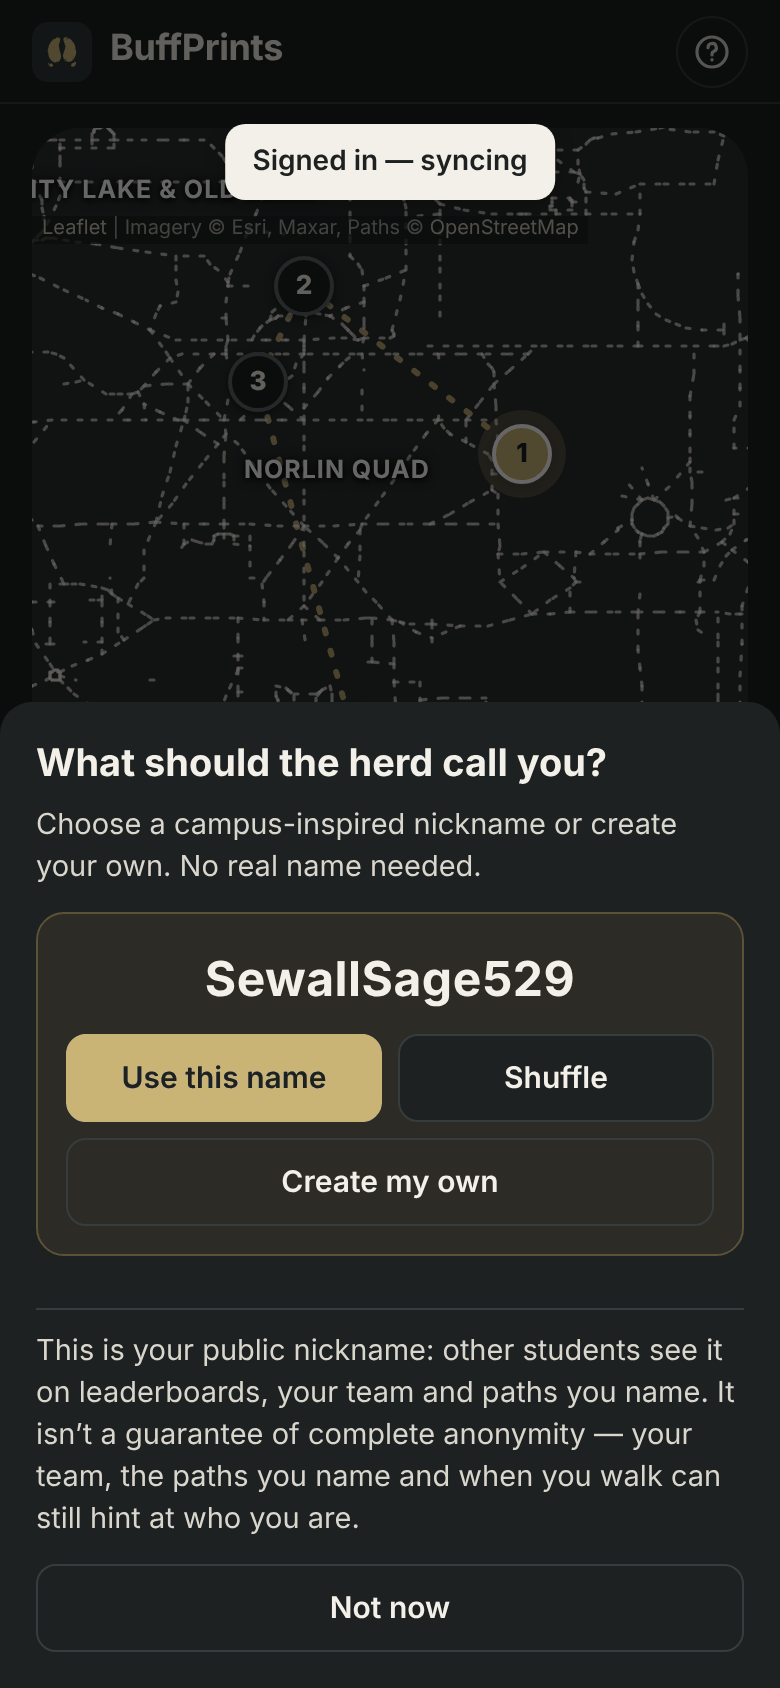 BuffPrints
Signed in — syncing
ITY LAKE & OLD
Leaflet | Imagery © Esri, Maxar, Paths © OpenStreetMap
2
3
1
NORLIN QUAD
What should the herd call you?
Choose a campus-inspired nickname or create
your own. No real name needed.
SewallSage529
Use this name
Shuffle
Create my own
This is your public nickname: other students see it
on leaderboards, your team and paths you name. It
isn’t a guarantee of complete anonymity — your
team, the paths you name and when you walk can
still hint at who you are.
Not now